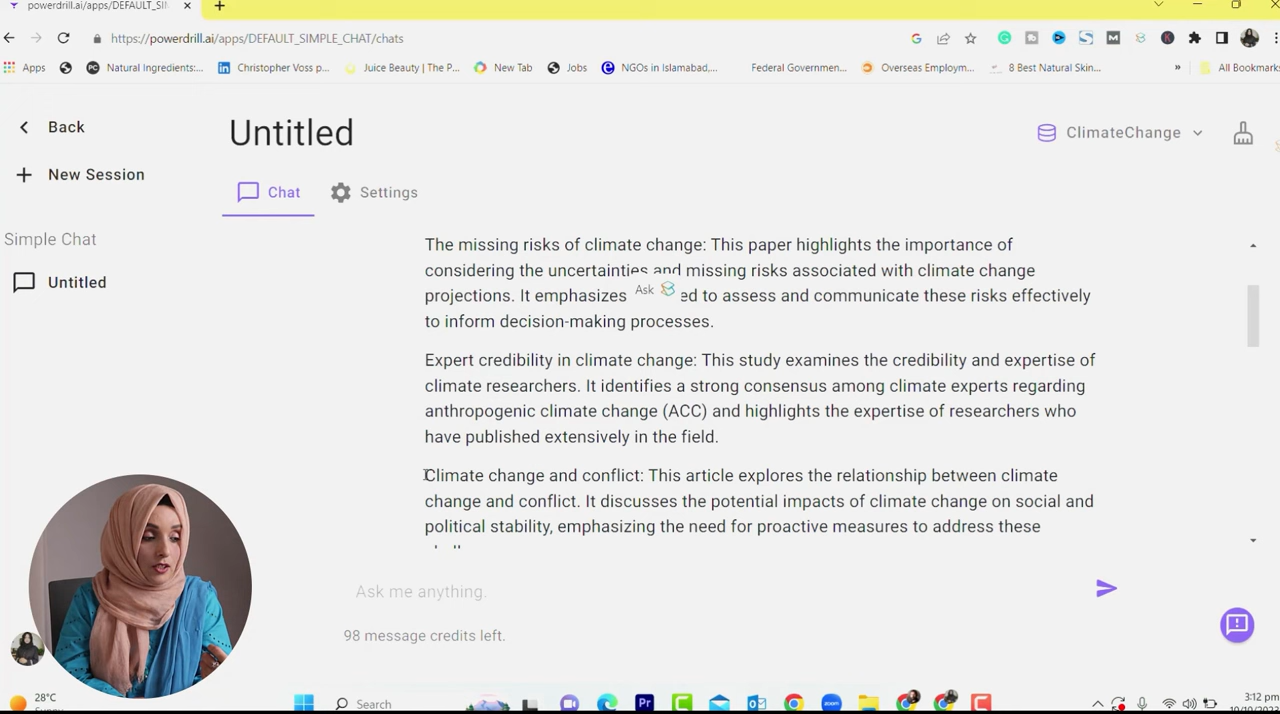 powerdrill.ai/apps/DEFAULT_SI
https://powerdrill.ai/apps/DEFAULT_SIMPLE_CHAT/chats
Apps
Natural Ingredients:...
Christopher Voss p...
Juice Beauty | The P...
New Tab
Jobs
NGOs in Islamabad,...
Federal Governmen...
Overseas Employm...
8 Best Natural Skin...
»
All Bookmarks
Back
Untitled
ClimateChange
New Session
Chat
Settings
Simple Chat
Untitled
The missing risks of climate change: This paper highlights the importance of
considering the uncertainties and missing risks associated with climate change
projections. It emphasizes Ask ed to assess and communicate these risks effectively
to inform decision-making processes.
Expert credibility in climate change: This study examines the credibility and expertise of
climate researchers. It identifies a strong consensus among climate experts regarding
anthropogenic climate change (ACC) and highlights the expertise of researchers who
have published extensively in the field.
Climate change and conflict: This article explores the relationship between climate
change and conflict. It discusses the potential impacts of climate change on social and
political stability, emphasizing the need for proactive measures to address these
Ask me anything.
98 message credits left.
28°C
Search
Pr
zoom
3:12 pm